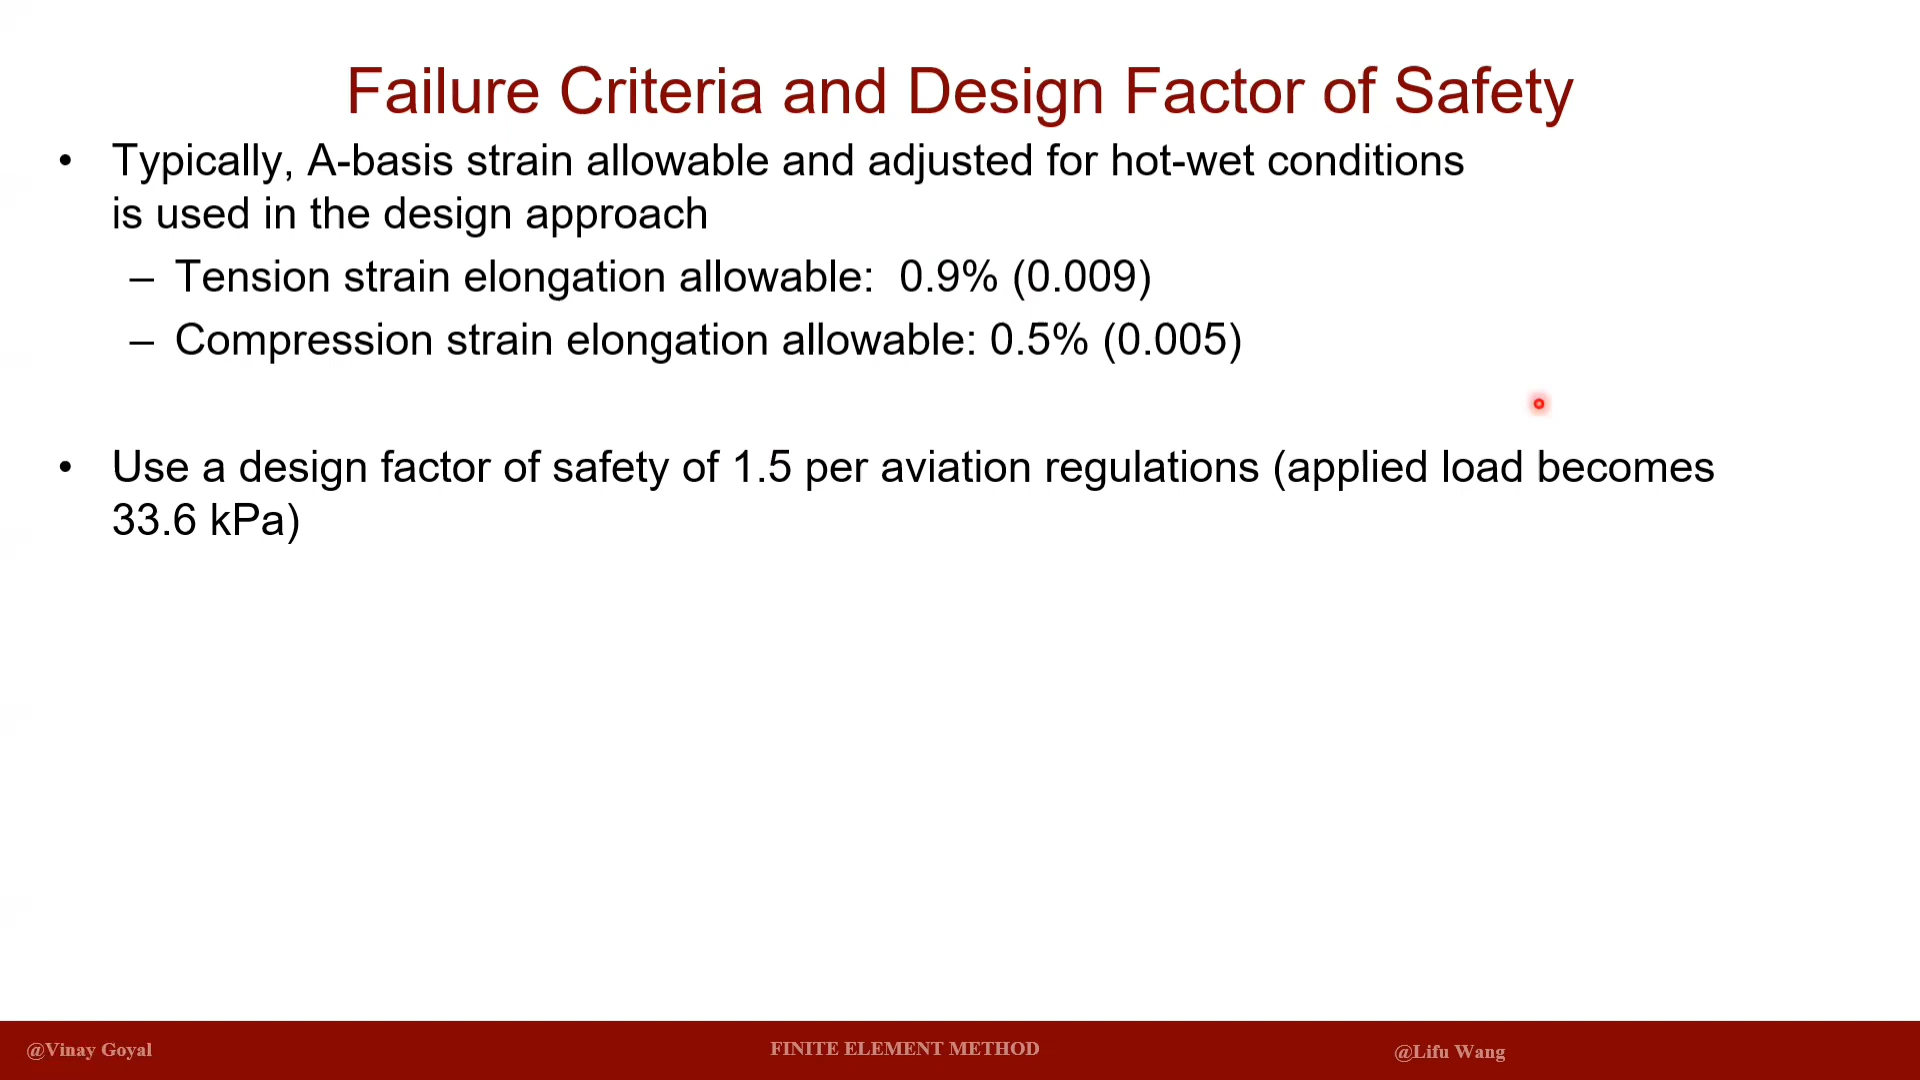 Failure Criteria and Design Factor of Safety
• Typically, A-basis strain allowable and adjusted for hot-wet conditions
is used in the design approach
– Tension strain elongation allowable:  0.9% (0.009)
– Compression strain elongation allowable: 0.5% (0.005)
• Use a design factor of safety of 1.5 per aviation regulations (applied load becomes
33.6 kPa)
@Vinay Goyal
FINITE ELEMENT METHOD
@Lifu Wang